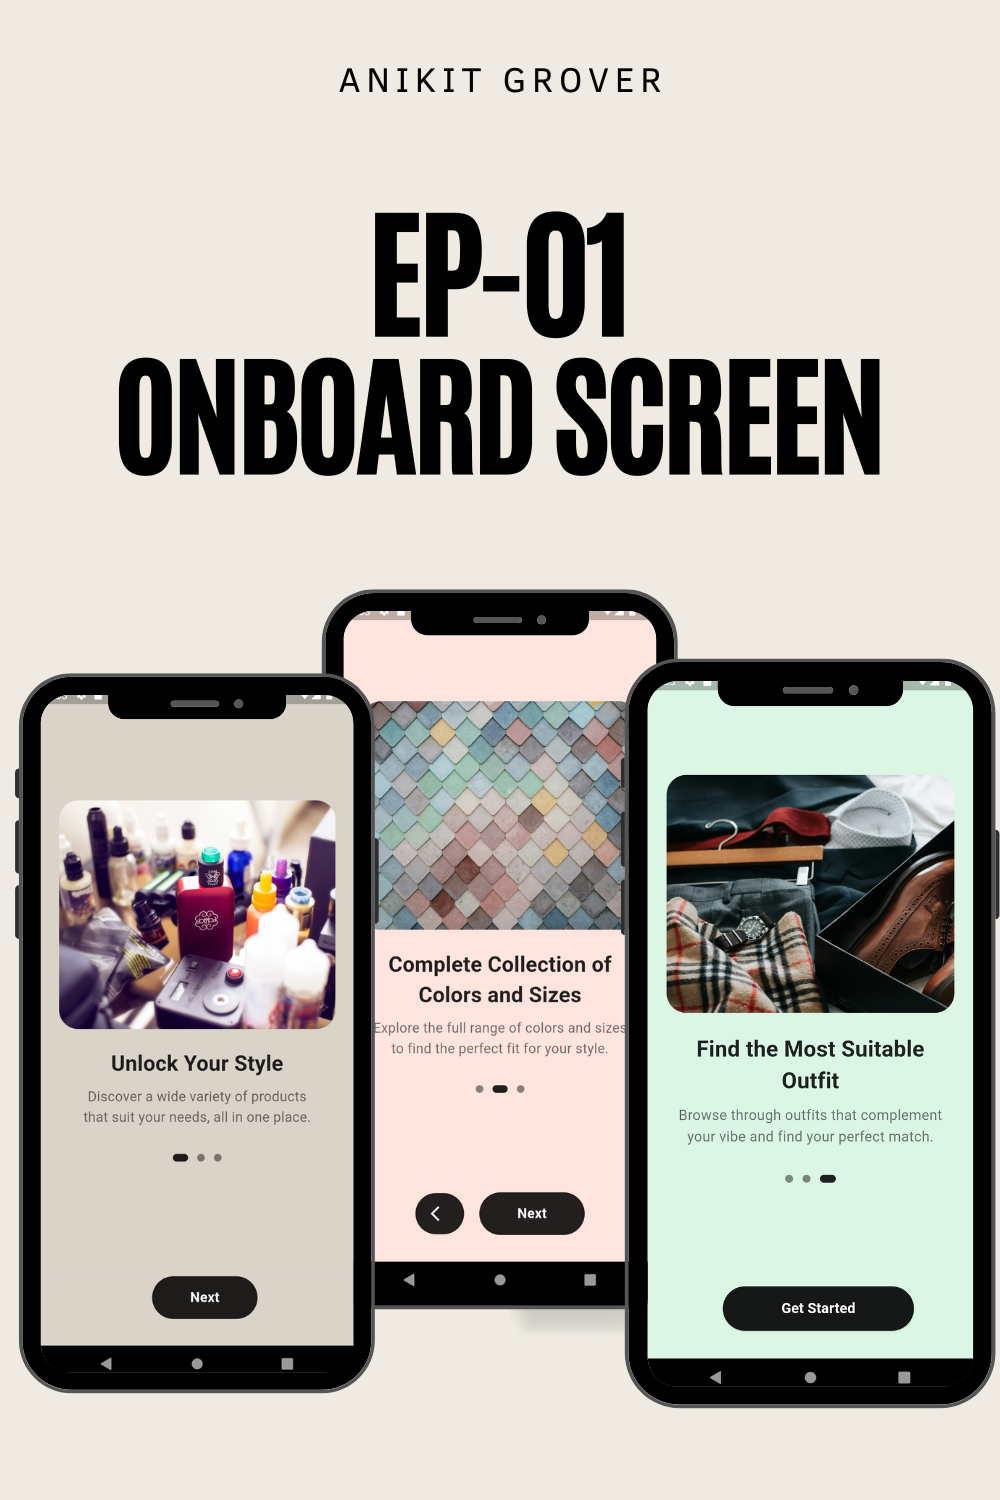 ANIKIT GROVER
EP-01
ONBOARD SCREEN
Unlock Your Style
Discover a wide variety of products
that suit your needs, all in one place.
Next
Complete Collection of
Colors and Sizes
Explore the full range of colors and sizes
to find the perfect fit for your style.
Next
Find the Most Suitable
Outfit
Browse through outfits that complement
your vibe and find your perfect match.
Get Started